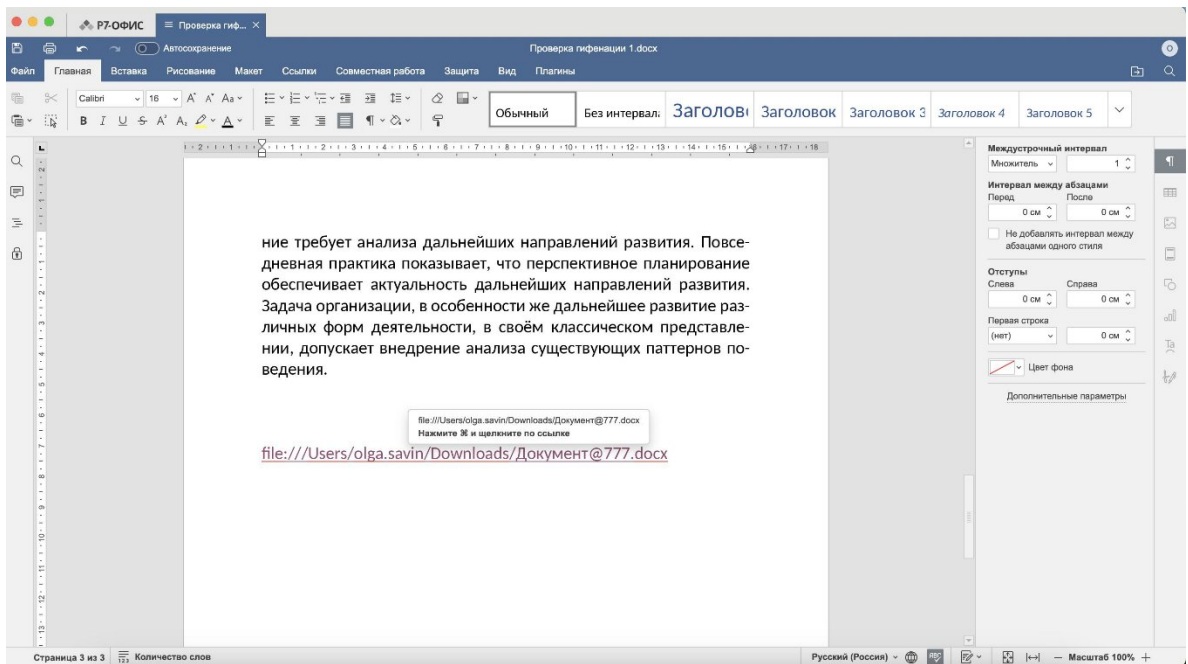 Р7-ОФИС
Проверка гиф...
Автосохранение
Проверка гифенации 1.docx
О
Файл Главная Вставка Рисование Макет Ссылки Совместная работа Защита Вид Плагины
Calibri 16
Обычный Без интервал Заголов Заголовок Заголовок 3 Заголовок 4 Заголовок 5
Междустрочный интервал
Множитель 1
Интервал между абзацами
Перед После
0 см 0 см
Не добавлять интервал между
абзацами одного стиля
Отступы
Слева Справа
0 см 0 см
Первая строка
(нет) 0 см
Цвет фона
Дополнительные параметры
ние требует анализа дальнейших направлений развития. Повсе-
дневная практика показывает, что перспективное планирование
обеспечивает актуальность дальнейших направлений развития.
Задача организации, в особенности же дальнейшее развитие раз-
личных форм деятельности, в своём классическом представле-
нии, допускает внедрение анализа существующих паттернов по-
ведения.
file:///Users/olga.savin/Downloads/Документ@777.docx
Нажмите ⌘ и щелкните по ссылке
file:///Users/olga.savin/Downloads/Документ@777.docx
Страница 3 из 3 Количество слов Русский (Россия) Масштаб 100%